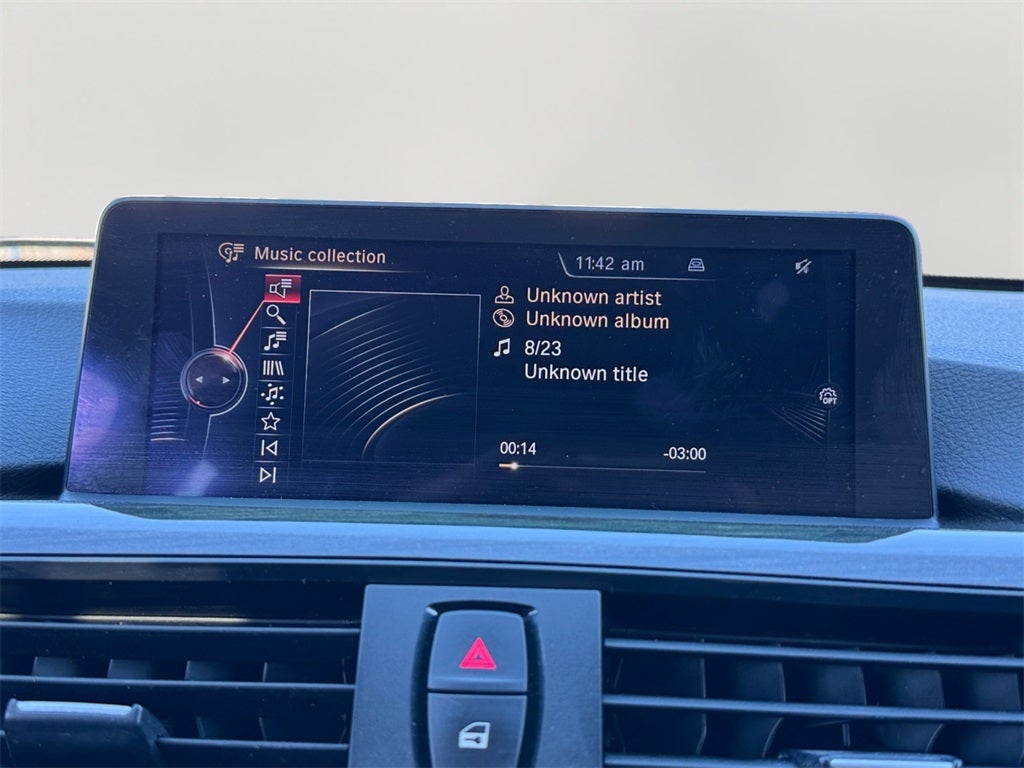 Music collection
11:42 am
Unknown artist
Unknown album
8/23
Unknown title
OPT
00:14
-03:00